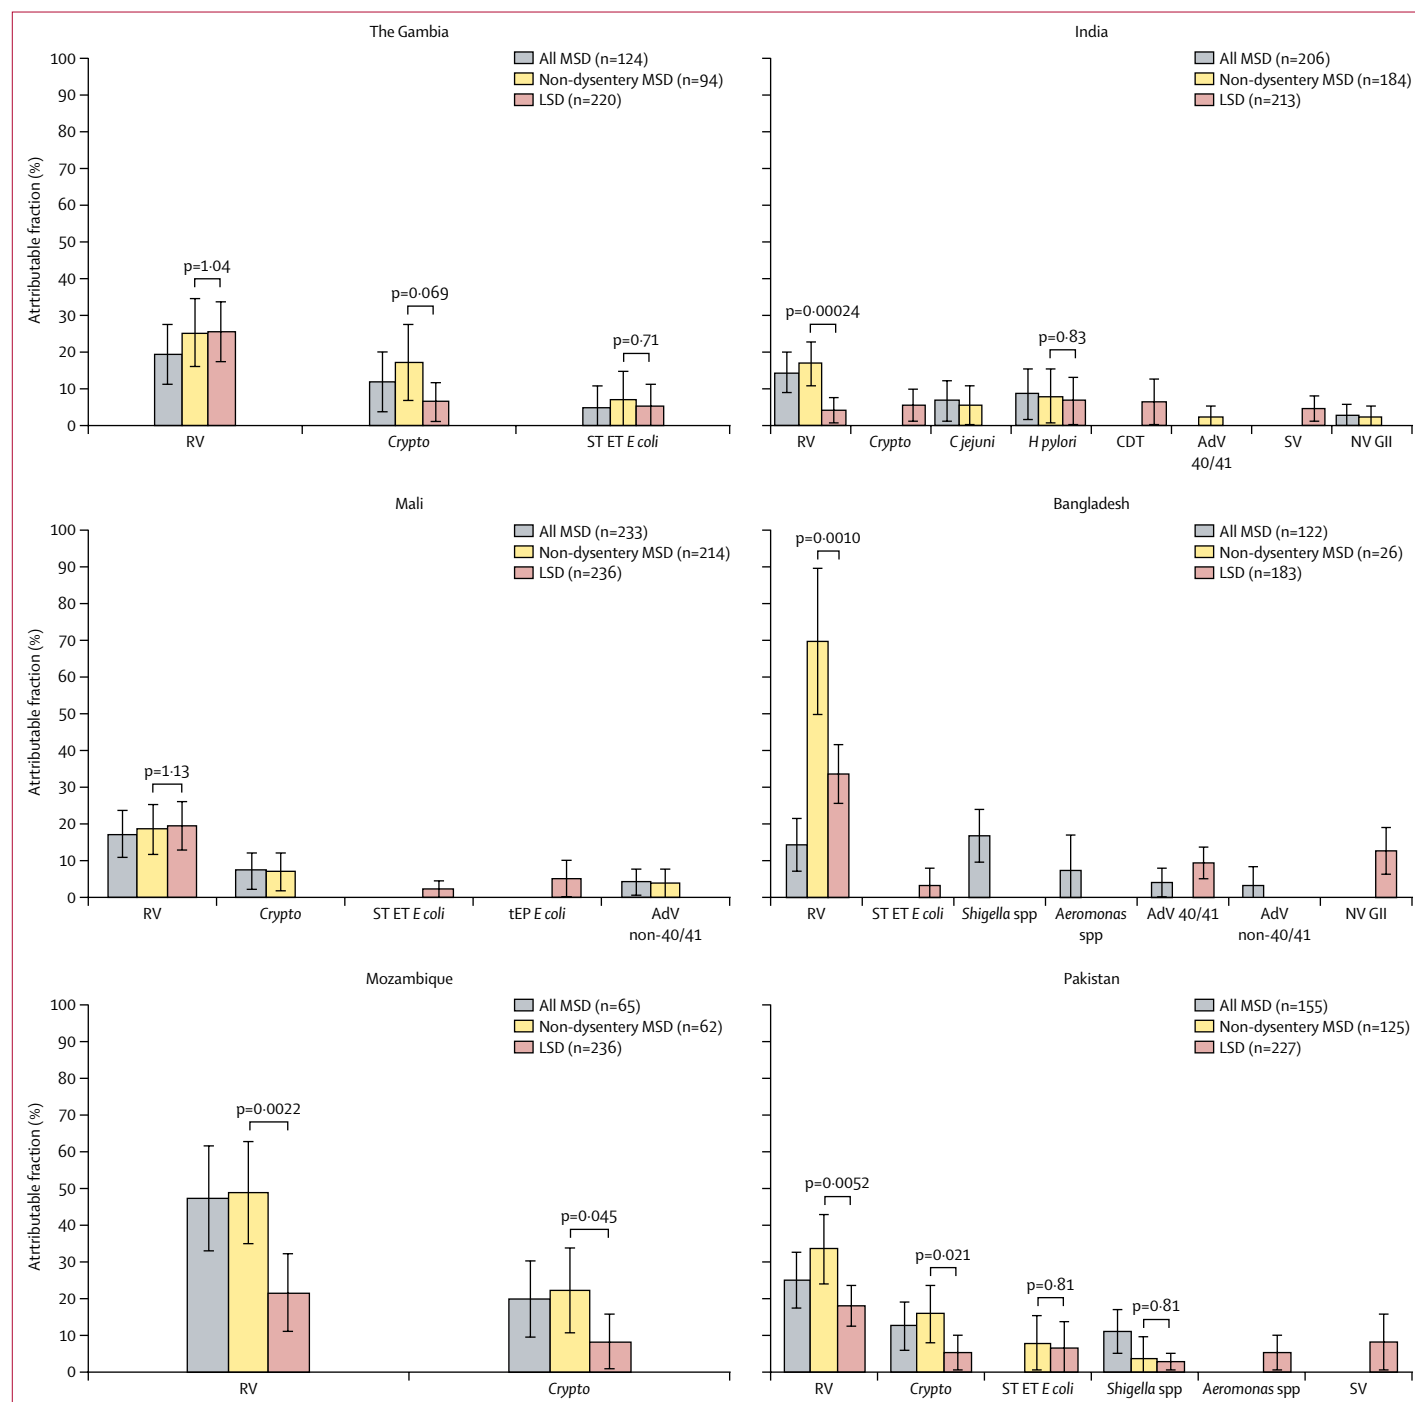 The Gambia
All MSD (n=124)
Non-dysentery MSD (n=94)
LSD (n=220)
Atrtributable fraction (%)
100
90
80
70
60
50
40
30
20
10
0
p=1·04
p=0·069
p=0·71
RV
Crypto
ST ET E coli
India
All MSD (n=206)
Non-dysentery MSD (n=184)
LSD (n=213)
p=0·00024
p=0·83
RV
Crypto
C jejuni
H pylori
CDT
AdV
40/41
SV
NV GII
Mali
All MSD (n=233)
Non-dysentery MSD (n=214)
LSD (n=236)
Atrtributable fraction (%)
100
90
80
70
60
50
40
30
20
10
0
p=1·13
RV
Crypto
ST ET E coli
tEP E coli
AdV
non-40/41
Bangladesh
All MSD (n=122)
Non-dysentery MSD (n=26)
LSD (n=183)
p=0·0010
RV
ST ET E coli
Shigella spp
Aeromonas
spp
AdV 40/41
AdV
non-40/41
NV GII
Mozambique
All MSD (n=65)
Non-dysentery MSD (n=62)
LSD (n=236)
Atrtributable fraction (%)
100
90
80
70
60
50
40
30
20
10
0
p=0·0022
p=0·045
RV
Crypto
Pakistan
All MSD (n=155)
Non-dysentery MSD (n=125)
LSD (n=227)
p=0·0052
p=0·021
p=0·81
p=0·81
RV
Crypto
ST ET E coli
Shigella spp
Aeromonas spp
SV